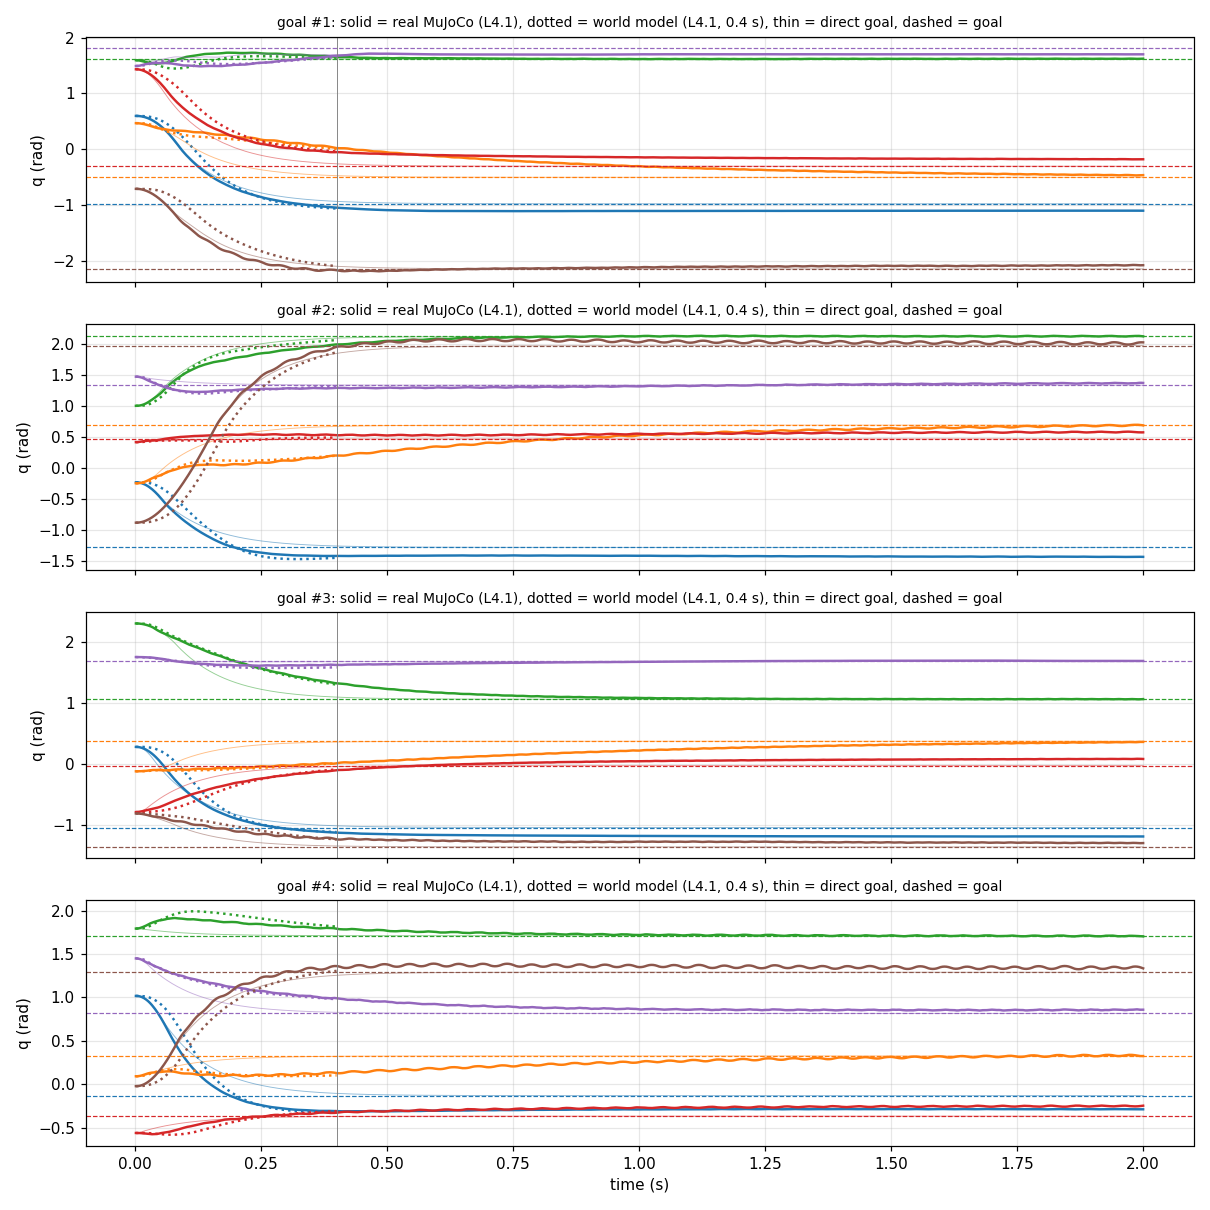 goal #1: solid = real MuJoCo (L4.1), dotted = world model (L4.1, 0.4 s), thin = direct goal, dashed = goal
2
1
0
−1
−2
q (rad)
goal #2: solid = real MuJoCo (L4.1), dotted = world model (L4.1, 0.4 s), thin = direct goal, dashed = goal
2.0
1.5
1.0
0.5
0.0
−0.5
−1.0
−1.5
q (rad)
goal #3: solid = real MuJoCo (L4.1), dotted = world model (L4.1, 0.4 s), thin = direct goal, dashed = goal
2
1
0
−1
q (rad)
goal #4: solid = real MuJoCo (L4.1), dotted = world model (L4.1, 0.4 s), thin = direct goal, dashed = goal
2.0
1.5
1.0
0.5
0.0
−0.5
q (rad)
0.00 0.25 0.50 0.75 1.00 1.25 1.50 1.75 2.00
time (s)